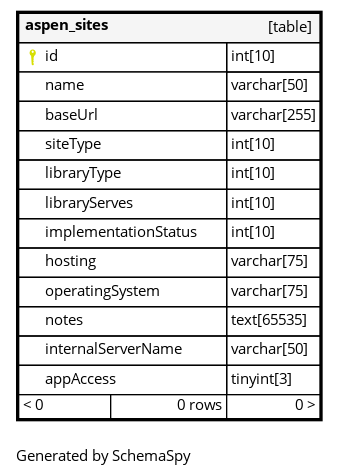 aspen_sites [table]
id int[10]
name varchar[50]
baseUrl varchar[255]
siteType int[10]
libraryType int[10]
libraryServes int[10]
implementationStatus int[10]
hosting varchar[75]
operatingSystem varchar[75]
notes text[65535]
internalServerName varchar[50]
appAccess tinyint[3]
< 0 0 rows 0 >
Generated by SchemaSpy